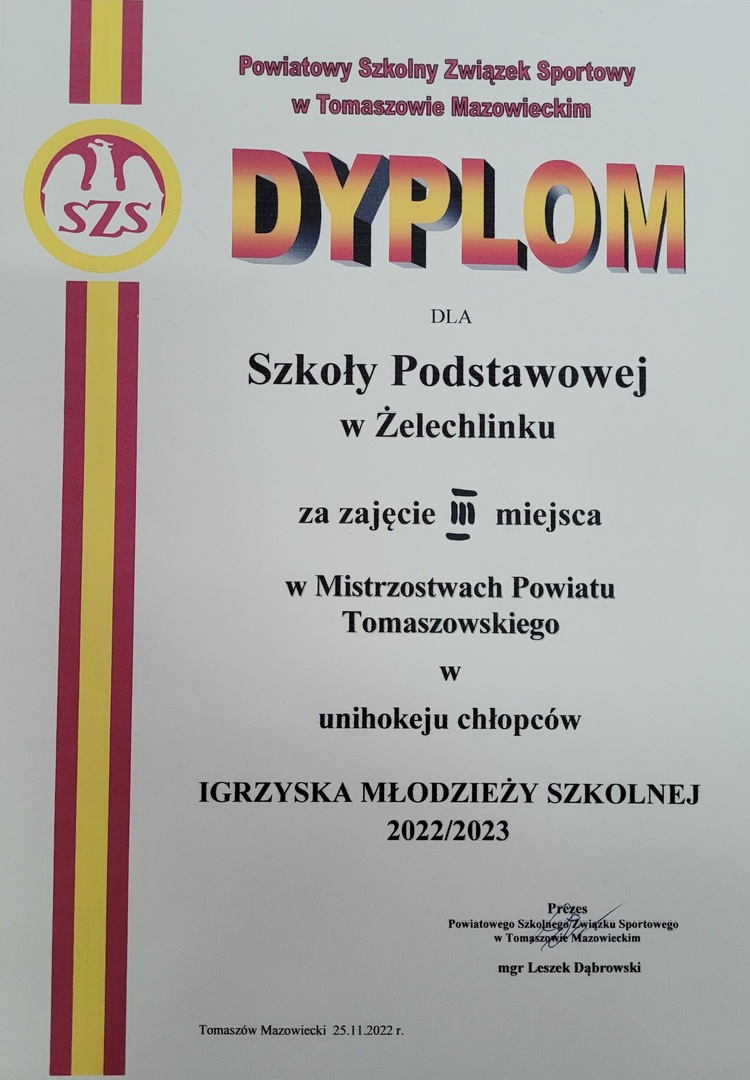 Powiatowy Szkolny Związek Sportowy
w Tomaszowie Mazowieckim
SZS
DYPLOM
DLA
Szkoły Podstawowej
w Żelechlinku
za zajęcie III miejsca
w Mistrzostwach Powiatu
Tomaszowskiego
w
unihokeju chłopców
IGRZYSKA MŁODZIEŻY SZKOLNEJ
2022/2023
Prezes
Powiatowego Szkolnego Związku Sportowego
w Tomaszowie Mazowieckim
mgr Leszek Dąbrowski
Tomaszów Mazowiecki 25.11.2022 r.